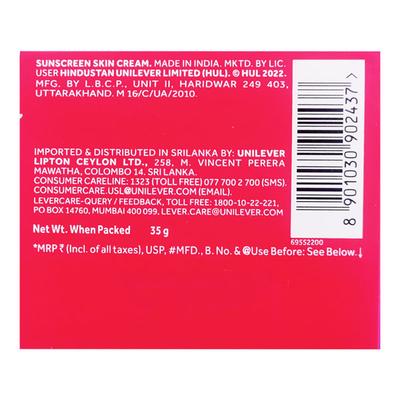 SUNSCREEN SKIN CREAM. MADE IN INDIA. MKTD. BY LIC.
USER HINDUSTAN UNILEVER LIMITED (HUL). © HUL 2022.
MFG. BY L.B.C.P., UNIT II, HARIDWAR 249 403,
UTTARAKHAND. M 16/C/UA/2010.
IMPORTED & DISTRIBUTED IN SRILANKA BY: UNILEVER
LIPTON CEYLON LTD., 258, M. VINCENT PERERA
MAWATHA, COLOMBO 14. SRI LANKA.
CONSUMER CARELINE: 1323 (TOLL FREE) 077 700 2 700 (SMS).
CONSUMERCARE.USL@UNILEVER.COM (EMAIL).
LEVERCARE-QUERY / FEEDBACK, TOLL FREE: 1800-10-22-221,
PO BOX 14760, MUMBAI 400 099. LEVER.CARE@UNILEVER.COM
Net Wt. When Packed 35 g
*MRP ₹ (Incl. of all taxes), USP, #MFD., B. No. & @Use Before: See Below.↓
8 901030 902437 >
69552200